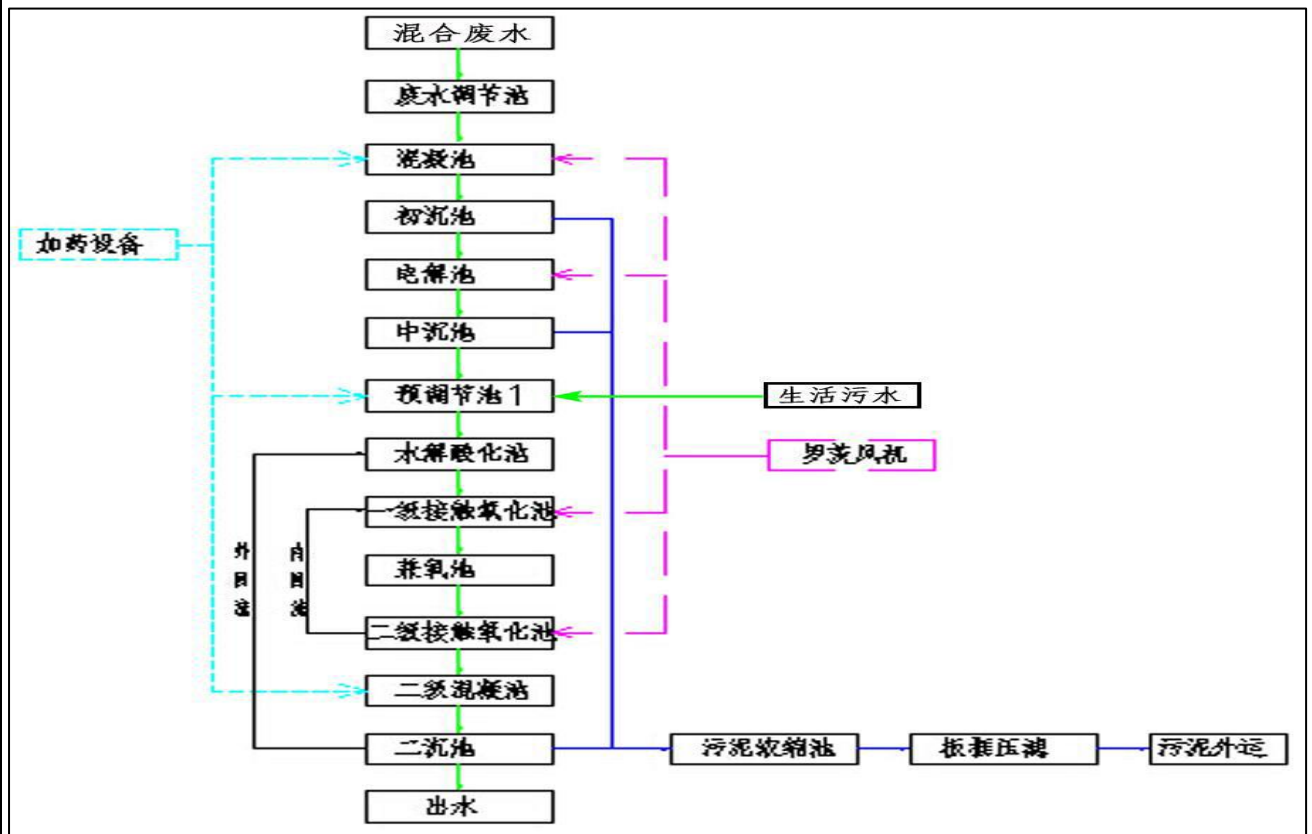 混合废水
废水调节池
混凝池
初沉池
加药设备
电解池
中沉池
预调节池1
生活污水
水解酸化池
罗茨风机
一级接触氧化池
外回流
内回流
兼氧池
二级接触氧化池
二级混凝池
二沉池
污泥浓缩池
板框压滤
污泥外运
出水